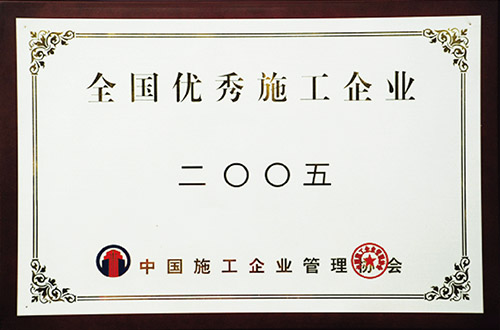 全国优秀施工企业
二〇〇五
中国施工企业管理协会